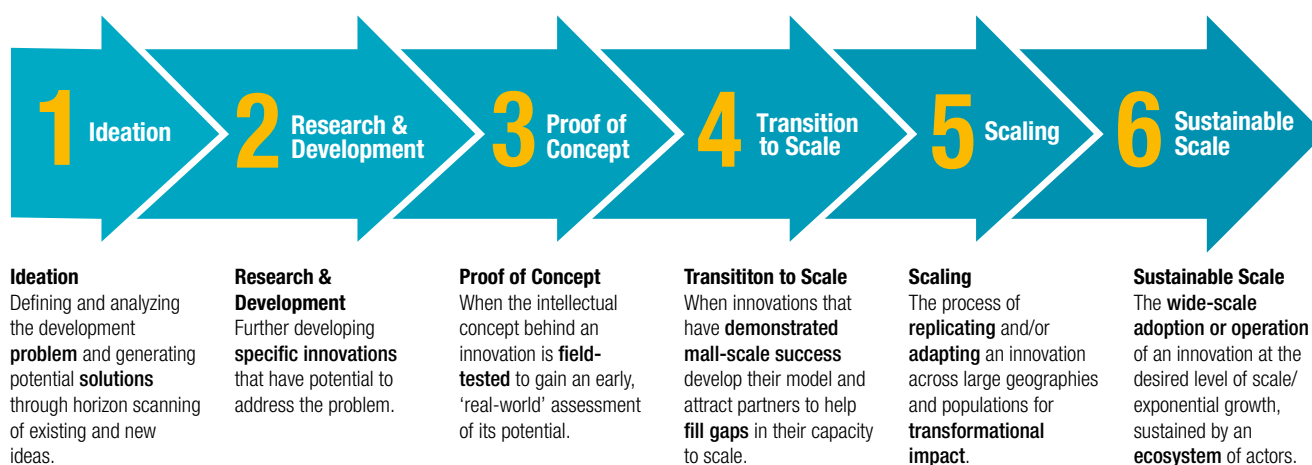 1 Ideation
2 Research &
Development
3 Proof of
Concept
4 Transition
to Scale
5 Scaling
6 Sustainable
Scale
Ideation
Defining and analyzing
the development
problem and generating
potential solutions
through horizon scanning
of existing and new
ideas.
Research &
Development
Further developing
specific innovations
that have potential to
address the problem.
Proof of Concept
When the intellectual
concept behind an
innovation is field-
tested to gain an early,
‘real-world’ assessment
of its potential.
Transititon to Scale
When innovations that
have demonstrated
mall-scale success
develop their model and
attract partners to help
fill gaps in their capacity
to scale.
Scaling
The process of
replicating and/or
adapting an innovation
across large geographies
and populations for
transformational
impact.
Sustainable Scale
The wide-scale
adoption or operation
of an innovation at the
desired level of scale/
exponential growth,
sustained by an
ecosystem of actors.